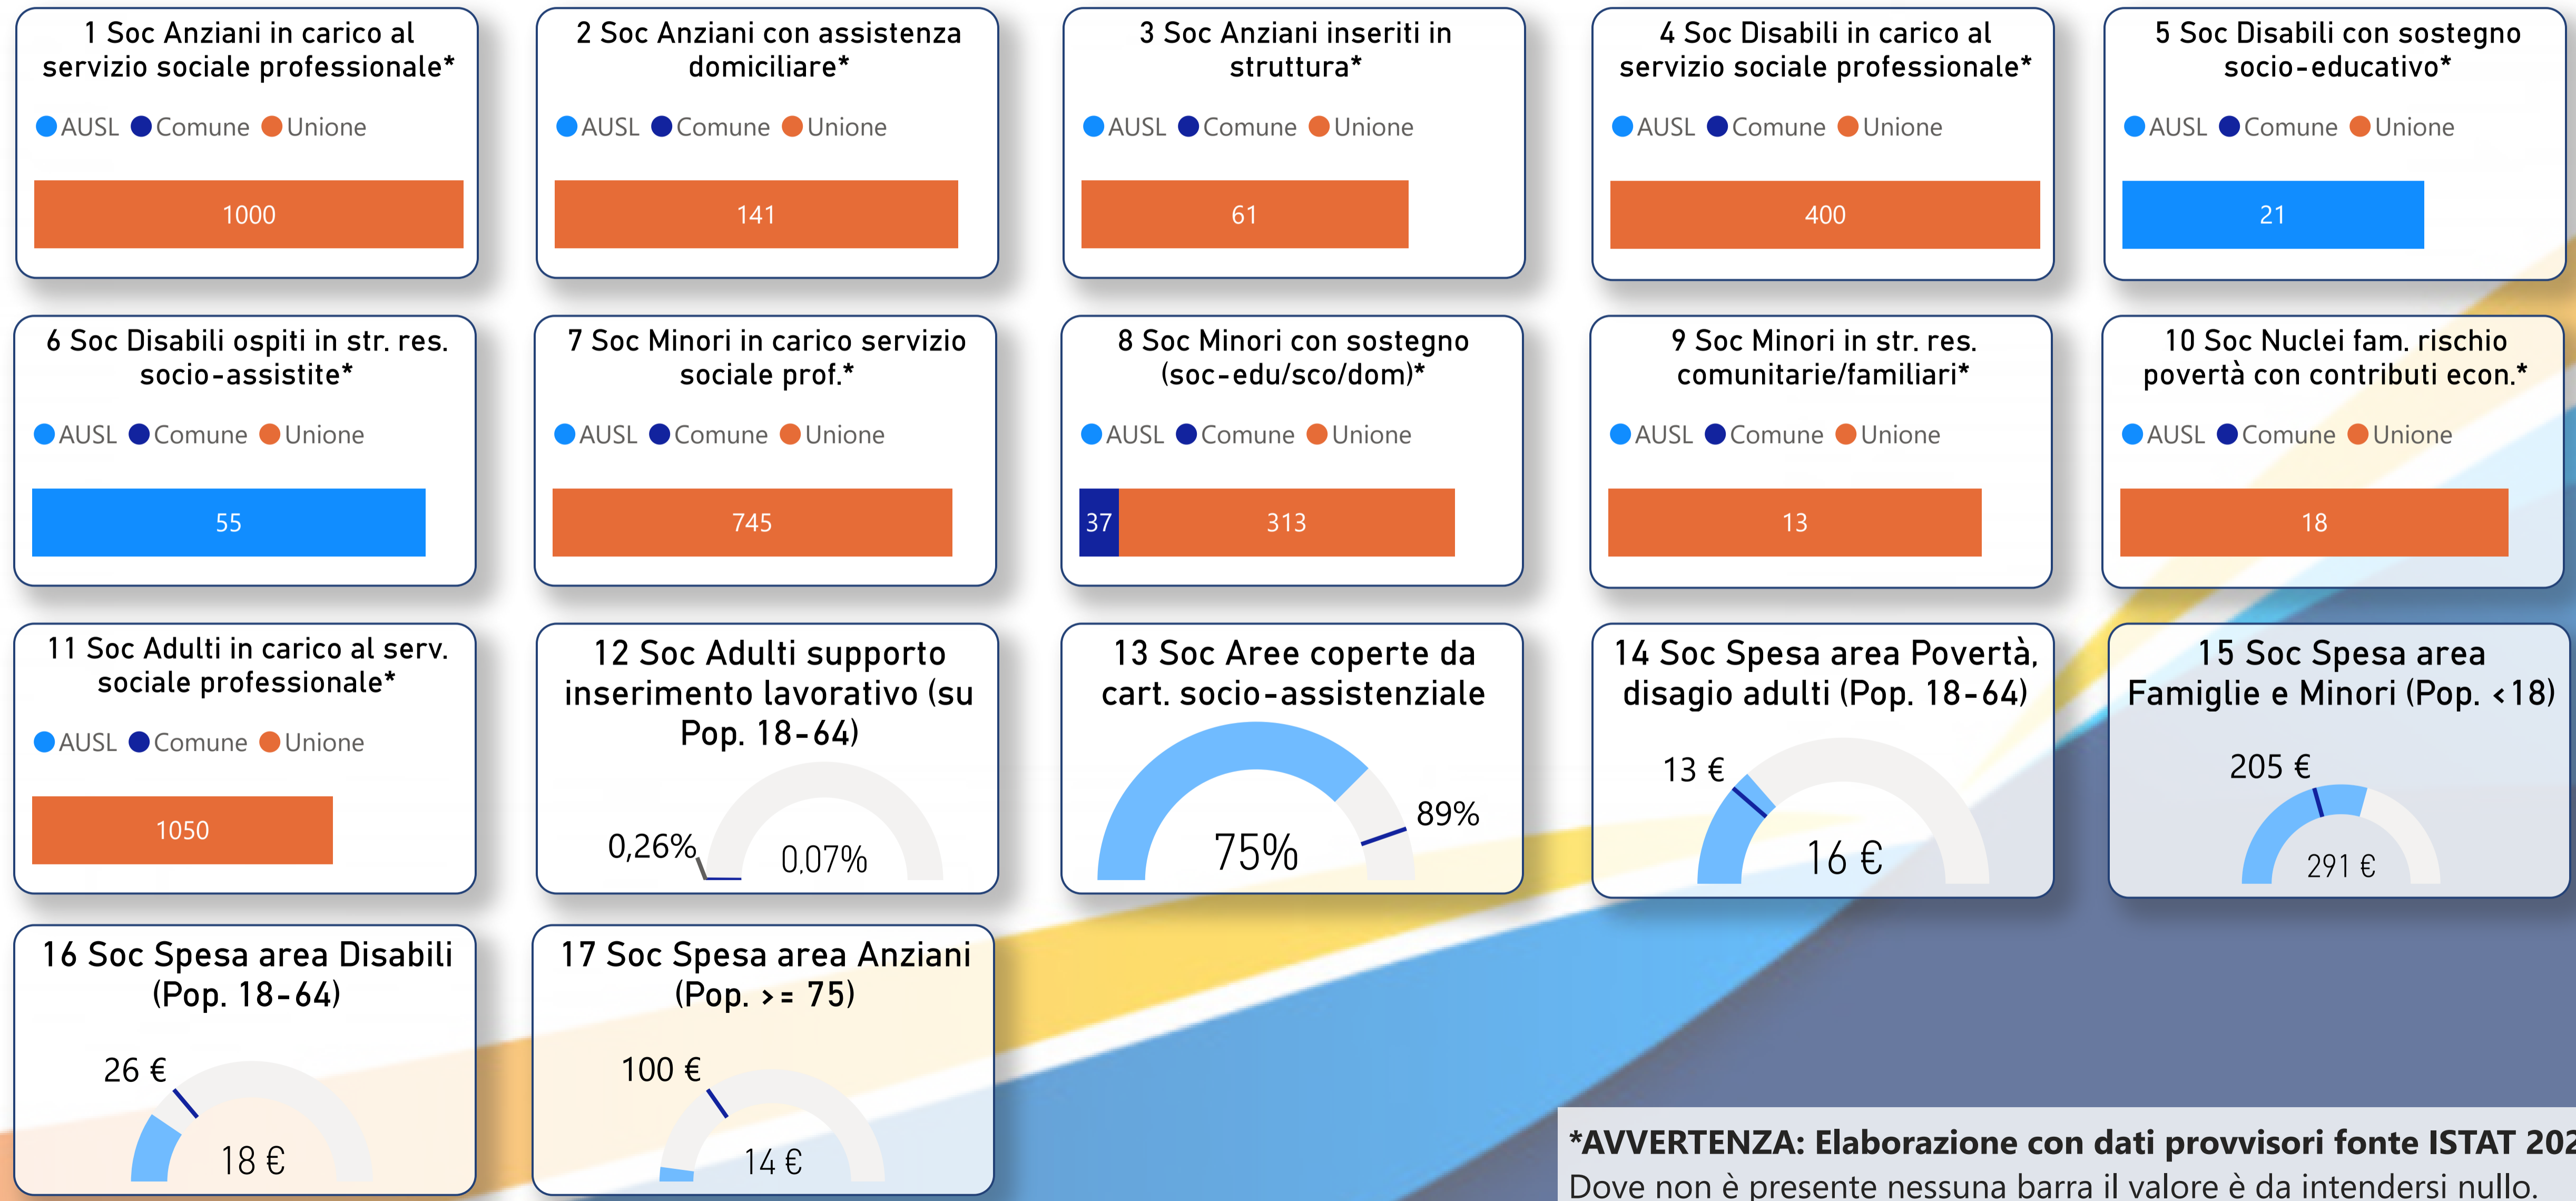 1 Soc Anziani in carico al
servizio sociale professionale*
AUSL Comune Unione
1000
2 Soc Anziani con assistenza
domiciliare*
AUSL Comune Unione
141
3 Soc Anziani inseriti in
struttura*
AUSL Comune Unione
61
4 Soc Disabili in carico al
servizio sociale professionale*
AUSL Comune Unione
400
5 Soc Disabili con sostegno
socio-educativo*
AUSL Comune Unione
21
6 Soc Disabili ospiti in str. res.
socio-assistite*
AUSL Comune Unione
55
7 Soc Minori in carico servizio
sociale prof.*
AUSL Comune Unione
745
8 Soc Minori con sostegno
(soc-edu/sco/dom)*
AUSL Comune Unione
37 313
9 Soc Minori in str. res.
comunitarie/familiari*
AUSL Comune Unione
13
10 Soc Nuclei fam. rischio
povertà con contributi econ.*
AUSL Comune Unione
18
11 Soc Adulti in carico al serv.
sociale professionale*
AUSL Comune Unione
1050
12 Soc Adulti supporto
inserimento lavorativo (su
Pop. 18-64)
0,26%
0,07%
13 Soc Aree coperte da
cart. socio-assistenziale
89%
75%
14 Soc Spesa area Povertà,
disagio adulti (Pop. 18-64)
13 €
16 €
15 Soc Spesa area
Famiglie e Minori (Pop. <18)
205 €
291 €
16 Soc Spesa area Disabili
(Pop. 18-64)
26 €
18 €
17 Soc Spesa area Anziani
(Pop. >= 75)
100 €
14 €
*AVVERTENZA: Elaborazione con dati provvisori fonte ISTAT
Dove non è presente nessuna barra il valore è da intendersi nullo.